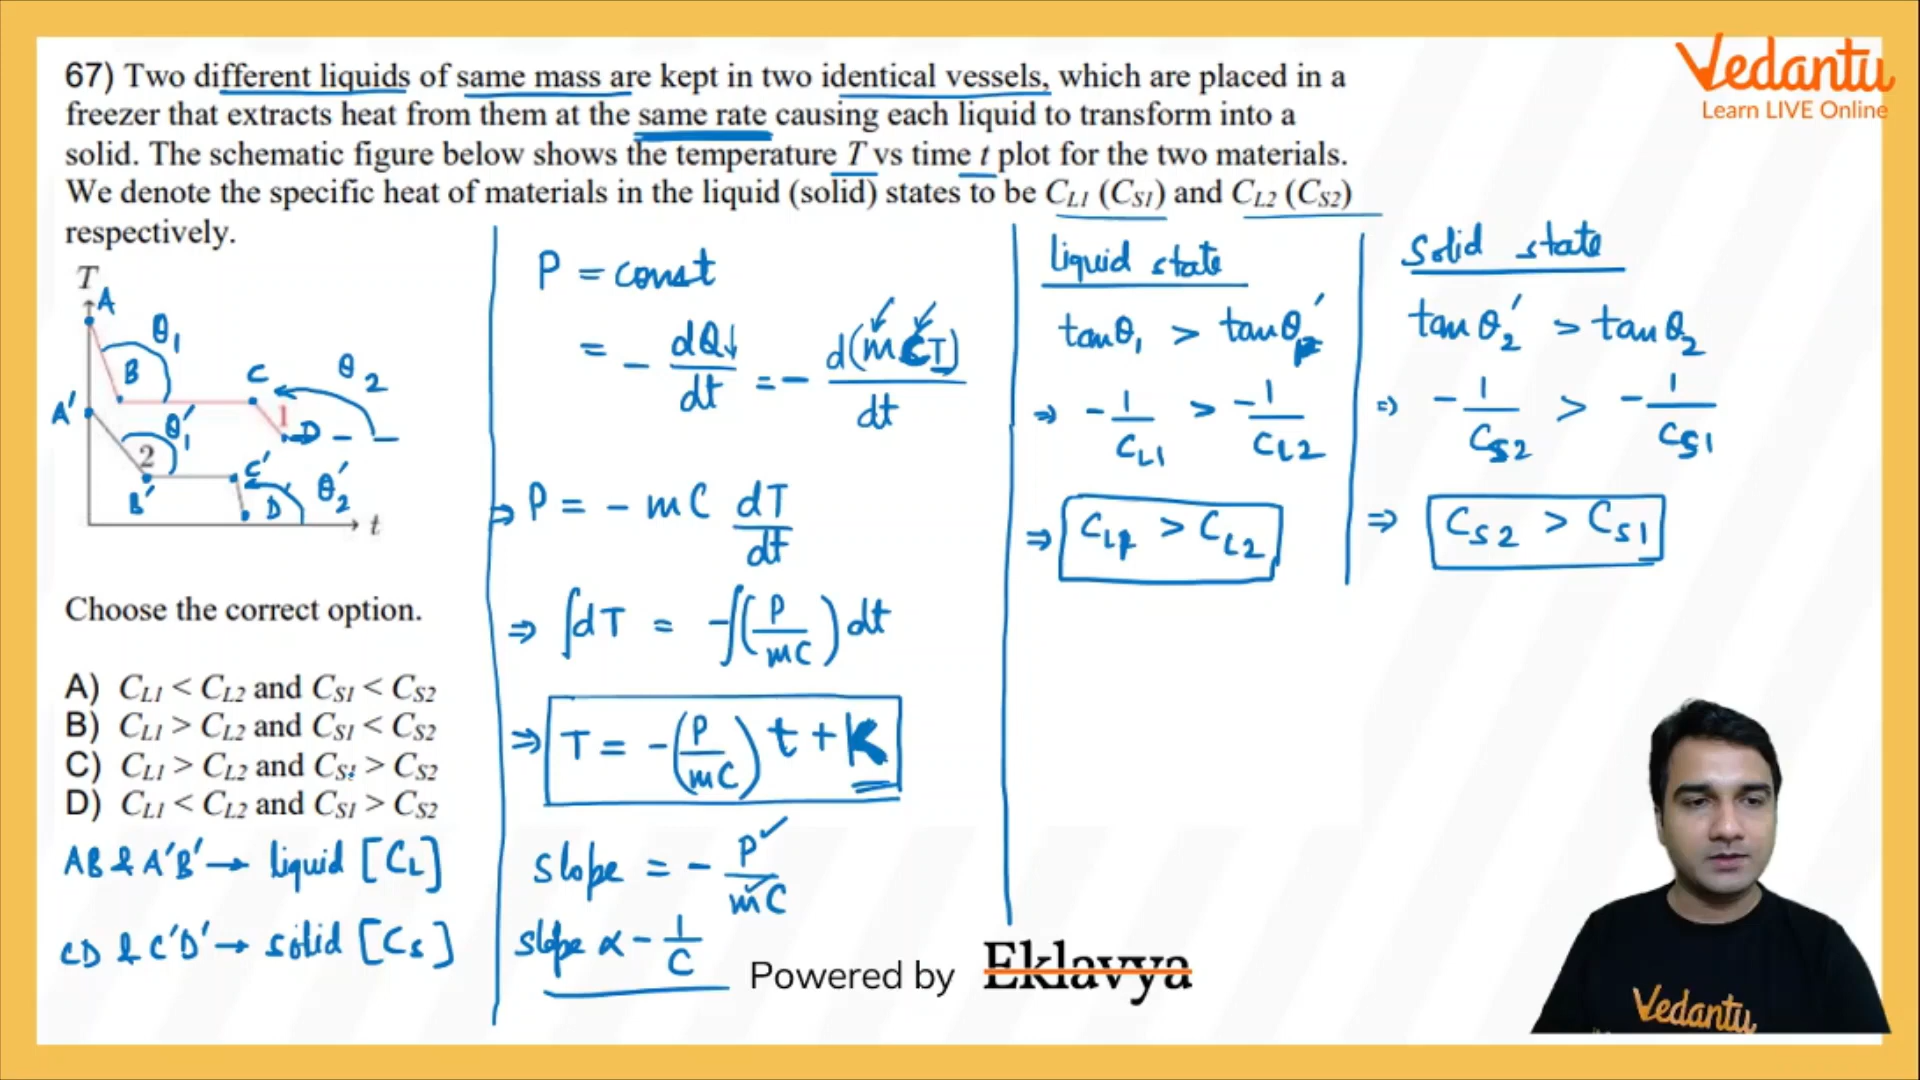 67) Two different liquids of same mass are kept in two identical vessels, which are placed in a
freezer that extracts heat from them at the same rate causing each liquid to transform into a
solid. The schematic figure below shows the temperature T vs time t plot for the two materials.
We denote the specific heat of materials in the liquid (solid) states to be CL1 (CS1) and CL2 (CS2)
respectively.
Vedantu
Learn LIVE Online
T
A
θ1
B
C
θ2
A'
θ1'
1
D
2
B'
C'
D
θ2'
t
Choose the correct option.
A) CL1 < CL2 and CS1 < CS2
B) CL1 > CL2 and CS1 < CS2
C) CL1 > CL2 and CS1 > CS2
D) CL1 < CL2 and CS1 > CS2
AB & A'B' → liquid [CL]
CD & C'D' → solid [Cs]
P = const
= - dQ↓/dt = - d(mCT)/dt
⇒ P = - mC dT/dt
⇒ ∫dT = -∫(P/mC) dt
⇒ T = -(P/mC) t + K
slope = - P/mC
slope ∝ - 1/C
liquid state
tanθ1 > tanθ1'
⇒ - 1/CL1 > - 1/CL2
⇒ CL1 > CL2
Solid state
tanθ2' > tanθ2
⇒ - 1/CS2 > - 1/CS1
⇒ CS2 > CS1
Powered by Eklavya
Vedantu